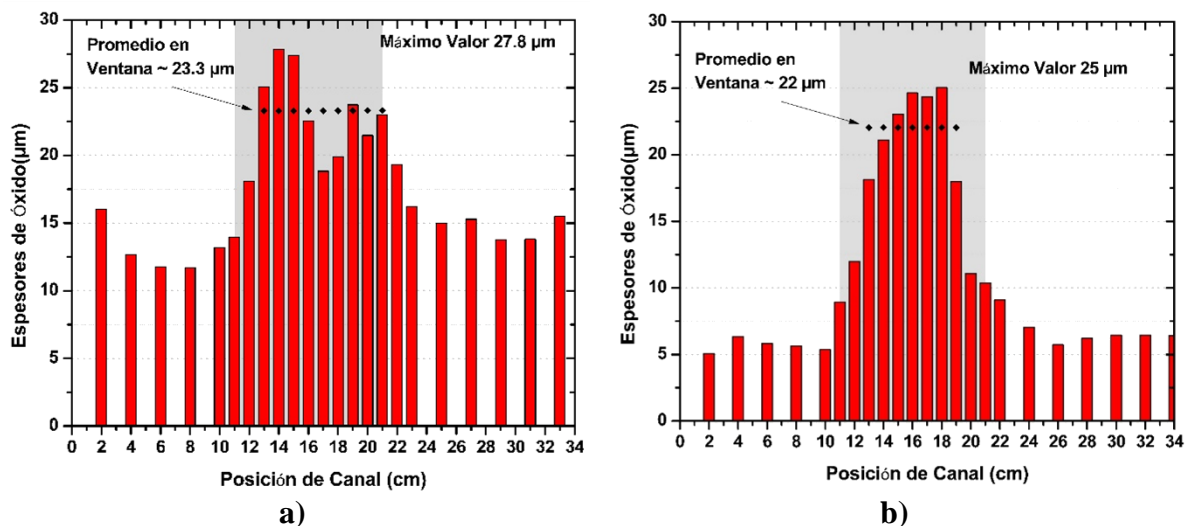 30
25
20
15
10
5
0
Espesores de Óxido(µm)
Promedio en
Ventana ~ 23.3 µm
Máximo Valor 27.8 µm
0 2 4 6 8 10 12 14 16 18 20 22 24 26 28 30 32 34
Posición de Canal (cm)
a)
30
25
20
15
10
5
0
Espesores de Óxido(µm)
Promedio en
Ventana ~ 22 µm
Máximo Valor 25 µm
0 2 4 6 8 10 12 14 16 18 20 22 24 26 28 30 32 34
Posición de Canal (cm)
b)